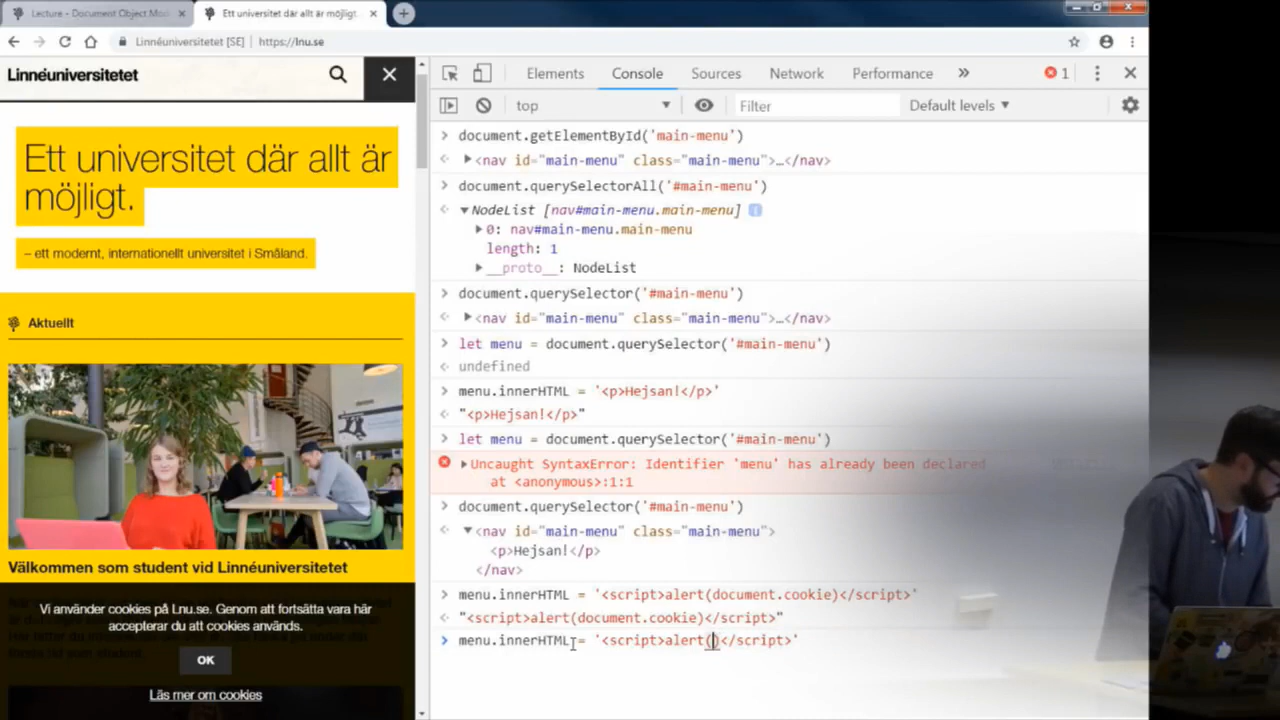 Lecture - Document Object Mod
Ett universitet där allt är möjligt.
Linnéuniversitetet [SE] | https://lnu.se
Linnéuniversitetet
Ett universitet där allt är
möjligt.
– ett modernt, internationellt universitet i Småland.
Aktuellt
Välkommen som student vid Linnéuniversitetet
Vi använder cookies på Lnu.se. Genom att fortsätta vara här
accepterar du att cookies används.
OK
Läs mer om cookies
Elements Console Sources Network Performance » 1
top Filter Default levels
document.getElementById('main-menu')
<nav id="main-menu" class="main-menu">…</nav>
document.querySelectorAll('#main-menu')
NodeList [nav#main-menu.main-menu]
0: nav#main-menu.main-menu
length: 1
__proto__: NodeList
document.querySelector('#main-menu')
<nav id="main-menu" class="main-menu">…</nav>
let menu = document.querySelector('#main-menu')
undefined
menu.innerHTML = '<p>Hejsan!</p>'
"<p>Hejsan!</p>"
let menu = document.querySelector('#main-menu')
Uncaught SyntaxError: Identifier 'menu' has already been declared
at <anonymous>:1:1
document.querySelector('#main-menu')
<nav id="main-menu" class="main-menu">
<p>Hejsan!</p>
</nav>
menu.innerHTML = '<script>alert(document.cookie)</script>'
"<script>alert(document.cookie)</script>"
menu.innerHTML = '<script>alert()</script>'